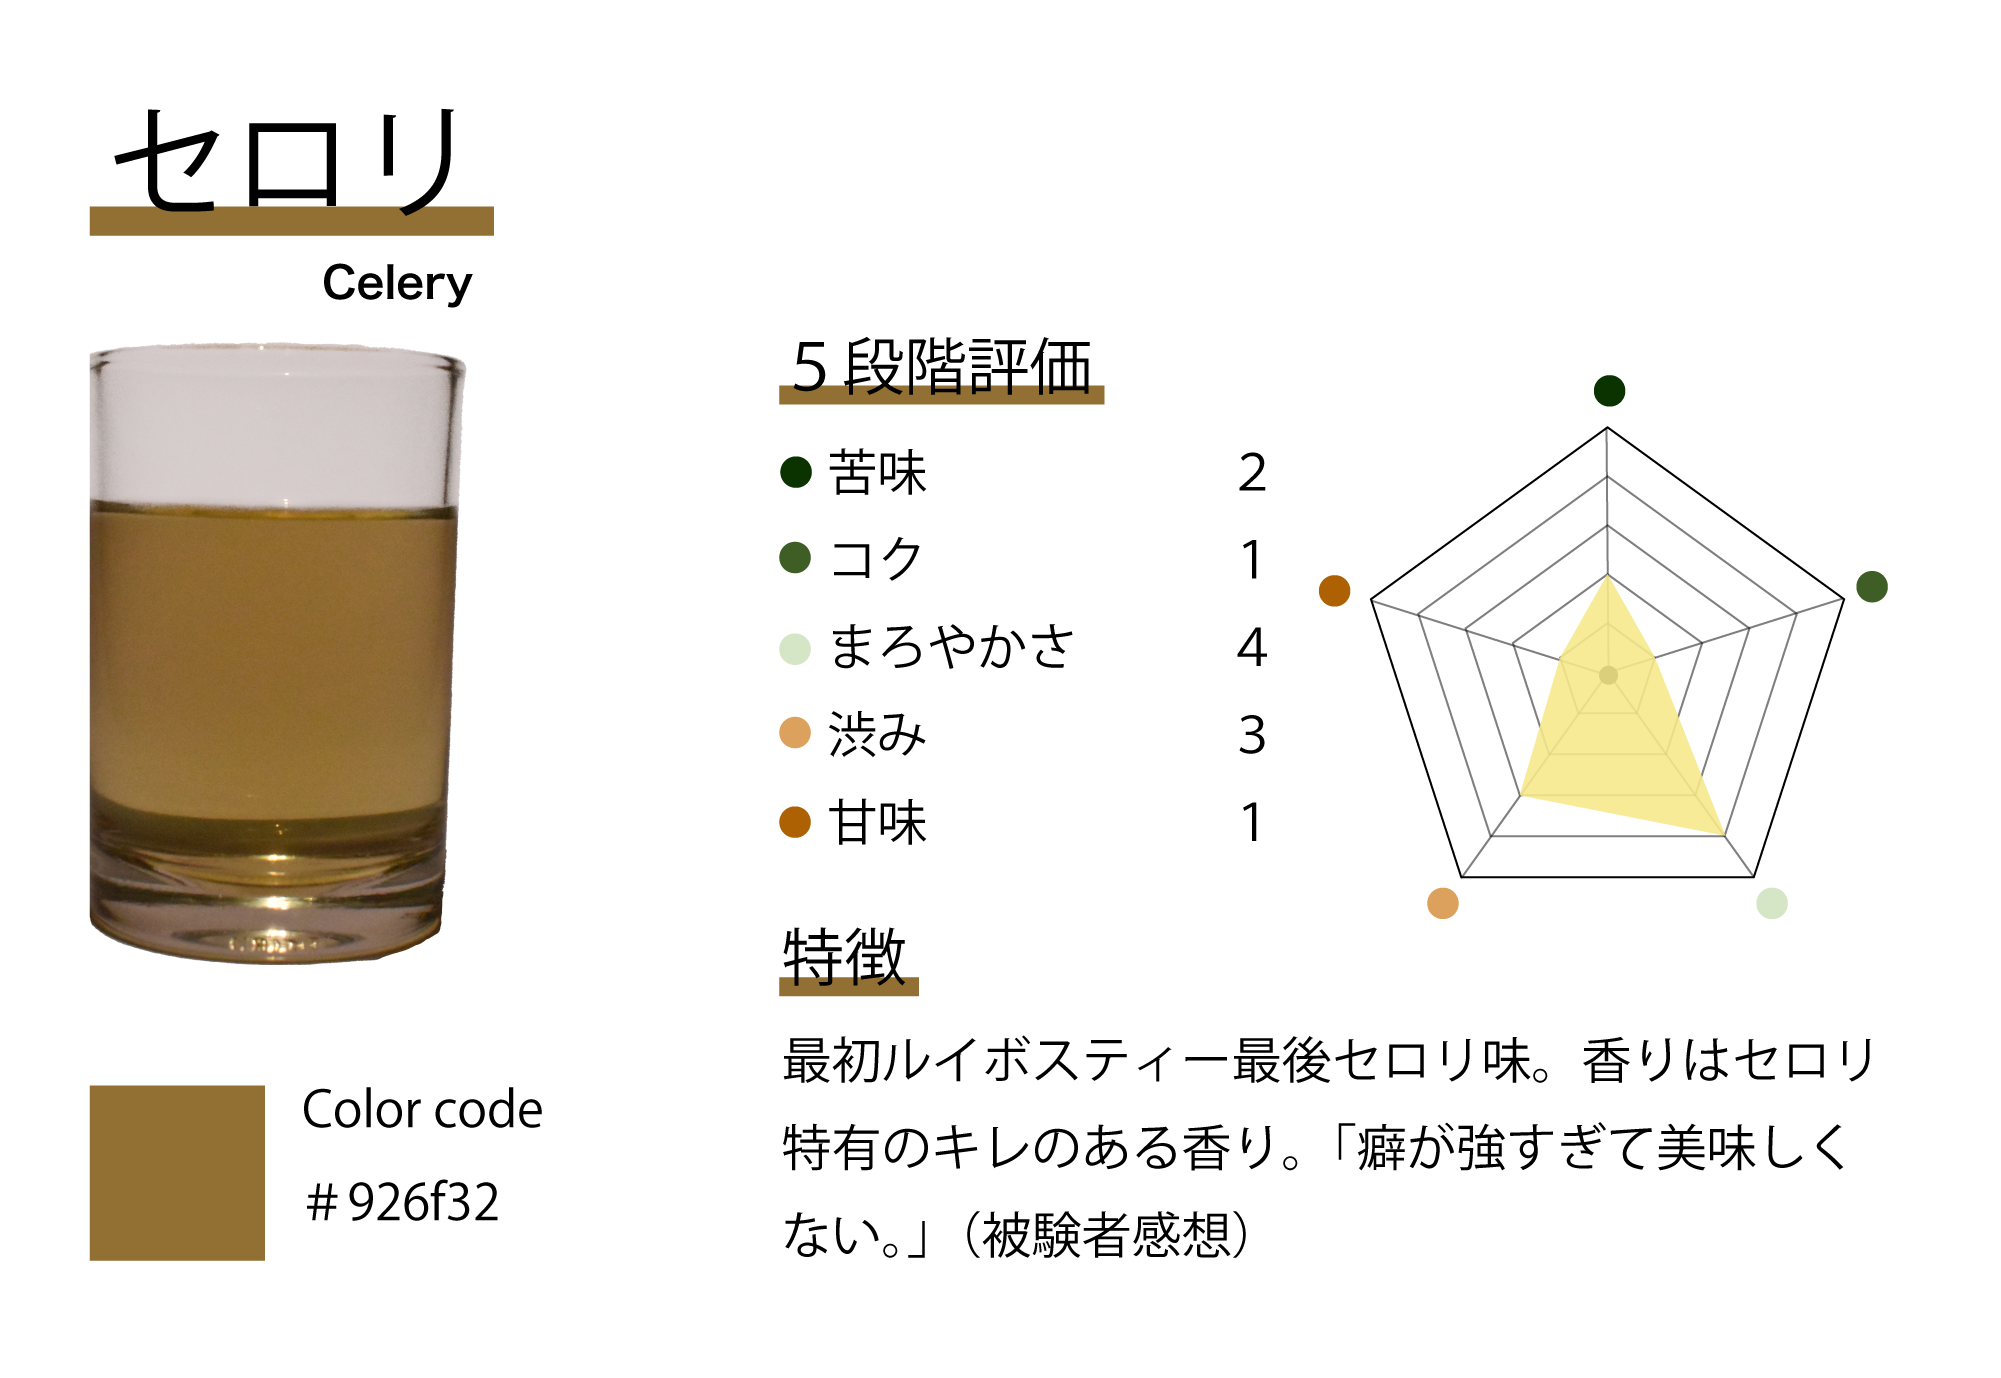 セロリ
Celery
５段階評価
苦味 2
コク 1
まろやかさ 4
渋み 3
甘味 1
特徴
最初ルイボスティー最後セロリ味。香りはセロリ
特有のキレのある香り。「癖が強すぎて美味しく
ない。」（被験者感想）
Color code
＃926f32